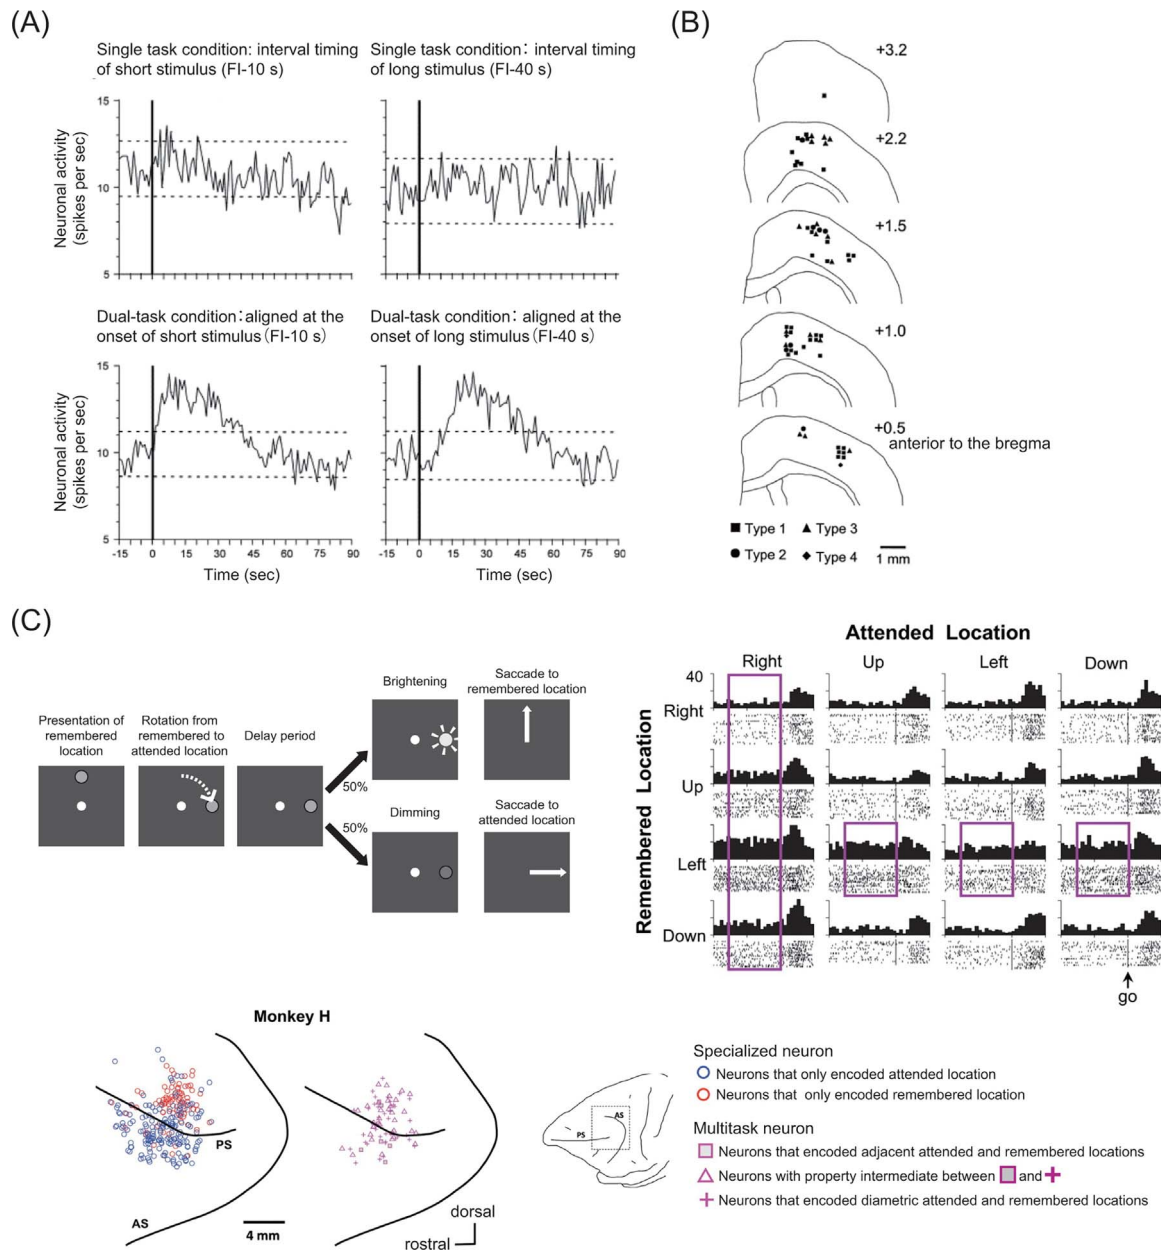 (A)
Single task condition: interval timing
of short stimulus (FI-10 s)
Single task condition: interval timing
of long stimulus (FI-40 s)
Neuronal activity
(spikes per sec)
15
10
5
15
10
5
Dual-task condition: aligned at the
onset of short stimulus (FI-10 s)
Dual-task condition: aligned at the
onset of long stimulus (FI-40 s)
Neuronal activity
(spikes per sec)
15
10
5
-15 0 15 30 45 60 75 90
Time (sec)
15
10
5
-15 0 15 30 45 60 75 90
Time (sec)
(B)
+3.2
+2.2
+1.5
+1.0
+0.5
anterior to the bregma
Type 1 Type 3
Type 2 Type 4
1 mm
(C)
Presentation of
remembered
location
Rotation from
remembered to
attended location
Delay period
50%
50%
Brightening
Saccade to
remembered location
Dimming
Saccade to
attended location
Attended Location
Right Up Left Down
40
0
Remembered Location
Right
Up
Left
Down
go
Monkey H
PS
AS
4 mm
dorsal
rostral
AS
PS
Specialized neuron
Neurons that only encoded attended location
Neurons that only encoded remembered location
Multitask neuron
Neurons that encoded adjacent attended and remembered locations
Neurons with property intermediate between and
Neurons that encoded diametric attended and remembered locations